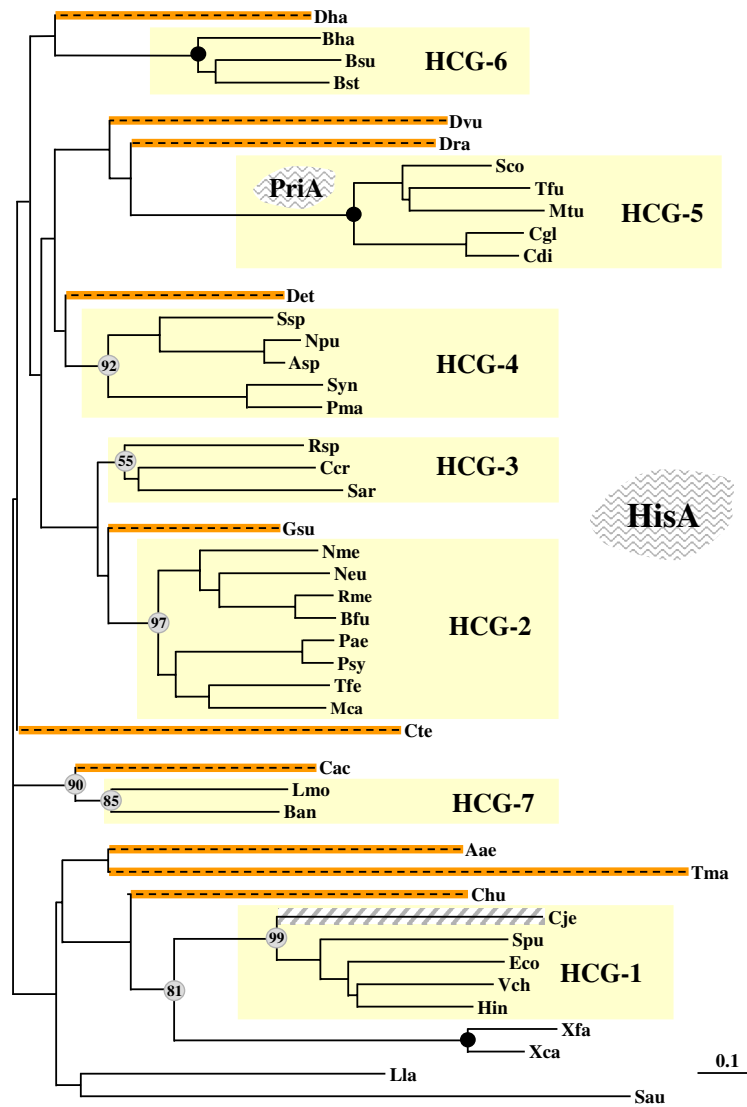 Dha
Bha
HCG-6
Bsu
Bst
Dvu
Dra
Sco
PriA
Tfu
Mtu
HCG-5
Cgl
Cdi
Det
Ssp
Npu
92
Asp
HCG-4
Syn
Pma
Rsp
55
HCG-3
Ccr
Sar
HisA
Gsu
Nme
Neu
Rme
Bfu
97
HCG-2
Pae
Psy
Tfe
Mca
Cte
Cac
90
Lmo
85
HCG-7
Ban
Aae
Tma
Chu
Cje
99
Spu
Eco
HCG-1
Vch
81
Hin
Xfa
Xca
0.1
Lla
Sau